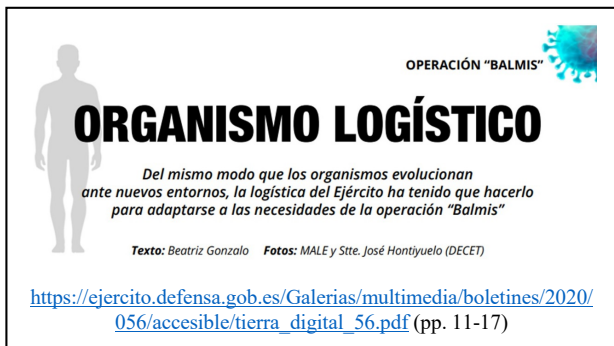 OPERACIÓN “BALMIS”
ORGANISMO LOGÍSTICO
Del mismo modo que los organismos evolucionan
ante nuevos entornos, la logística del Ejército ha tenido que hacerlo
para adaptarse a las necesidades de la operación “Balmis”
Texto: Beatriz Gonzalo Fotos: MALE y Stte. José Hontiyuelo (DECET)
https://ejercito.defensa.gob.es/Galerias/multimedia/boletines/2020/
056/accesible/tierra_digital_56.pdf (pp. 11-17)